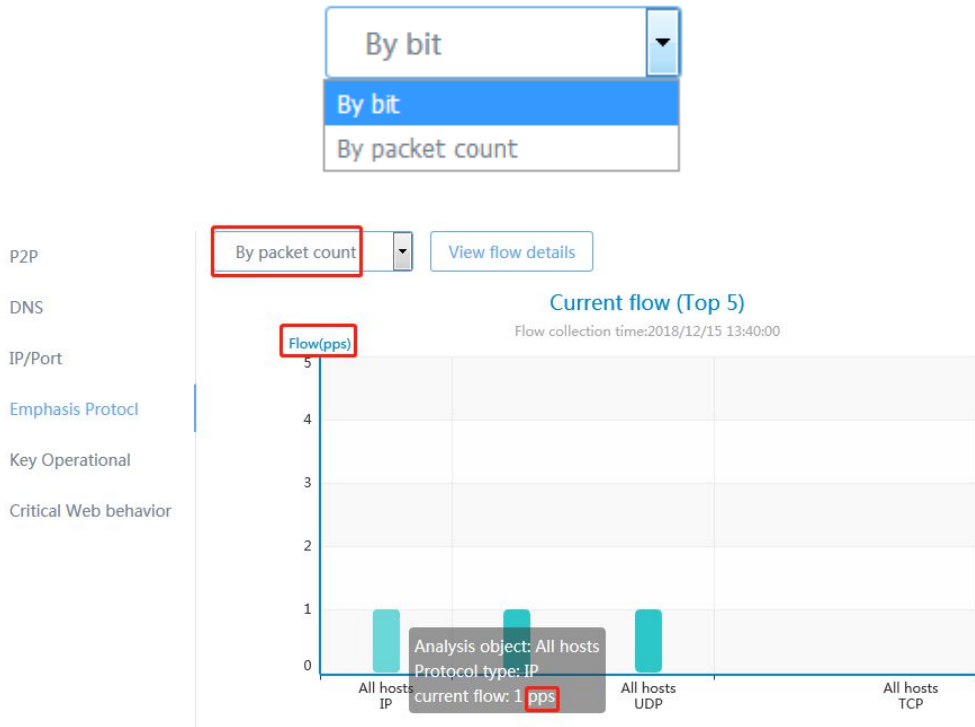 By bit
By bit
By packet count
P2P
DNS
IP/Port
Emphasis Protocl
Key Operational
Critical Web behavior
By packet count
View flow details
Current flow (Top 5)
Flow collection time:2018/12/15 13:40:00
Flow(pps)
5
4
3
2
1
0
Analysis object: All hosts
Protocol type: IP
current flow: 1 pps
All hosts
IP
All hosts
UDP
All hosts
TCP